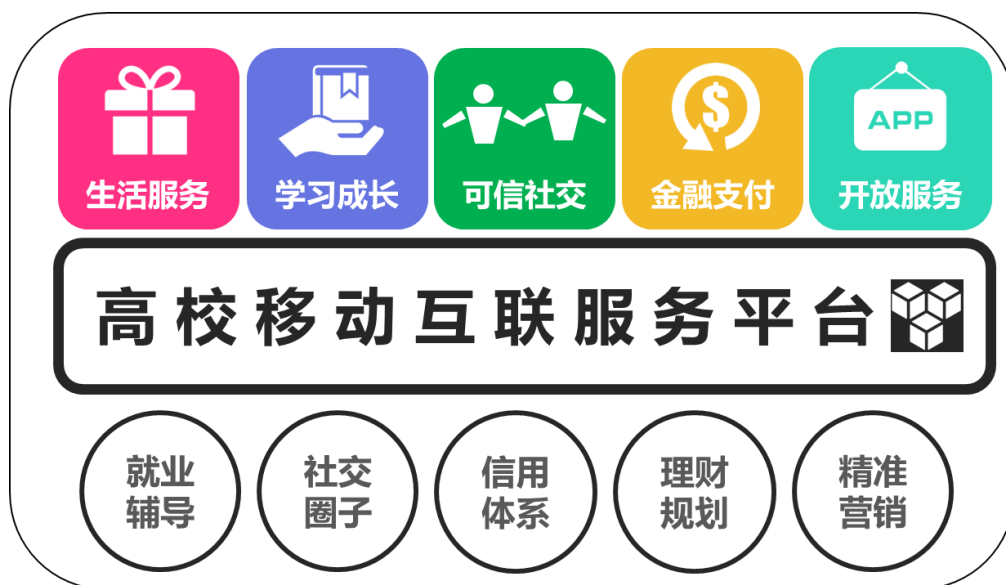 生活服务
学习成长
可信社交
$
金融支付
APP
开放服务
高校移动互联服务平台
就业
辅导
社交
圈子
信用
体系
理财
规划
精准
营销